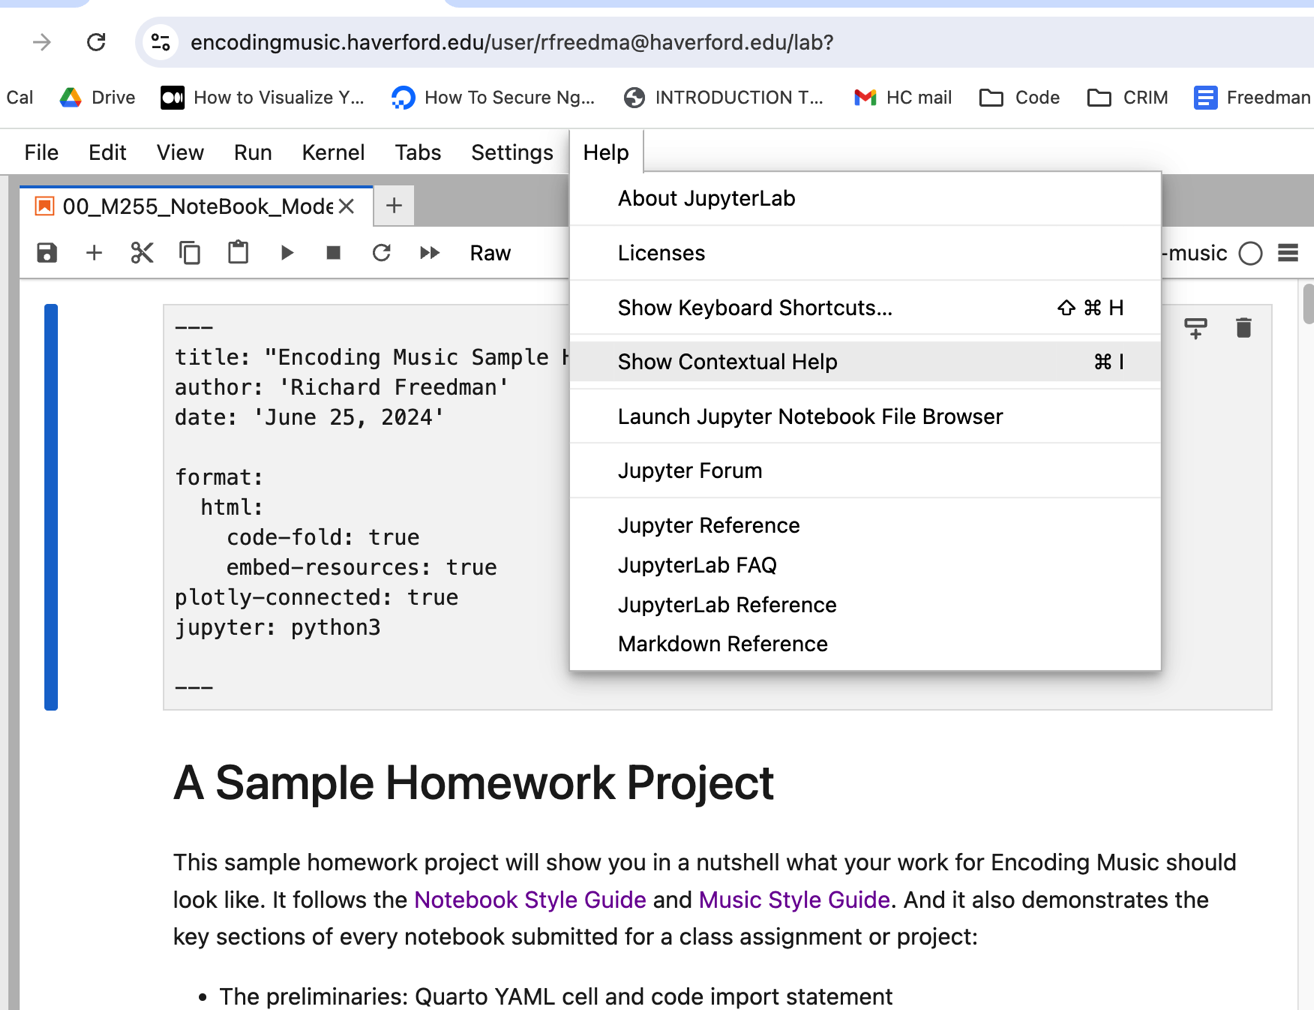 encodingmusic.haverford.edu/user/rfreedma@haverford.edu/lab?
Cal Drive How to Visualize Y... How To Secure Ng... INTRODUCTION T... HC mail Code CRIM Freedman
File Edit View Run Kernel Tabs Settings Help
00_M255_NoteBook_Mode
Raw
-music
About JupyterLab
Licenses
Show Keyboard Shortcuts... ⇧ ⌘ H
Show Contextual Help ⌘ I
Launch Jupyter Notebook File Browser
Jupyter Forum
Jupyter Reference
JupyterLab FAQ
JupyterLab Reference
Markdown Reference
---
title: "Encoding Music Sample H
author: 'Richard Freedman'
date: 'June 25, 2024'
format:
html:
code-fold: true
embed-resources: true
plotly-connected: true
jupyter: python3
---
A Sample Homework Project
This sample homework project will show you in a nutshell what your work for Encoding Music should
look like. It follows the Notebook Style Guide and Music Style Guide. And it also demonstrates the
key sections of every notebook submitted for a class assignment or project:
• The preliminaries: Quarto YAML cell and code import statement